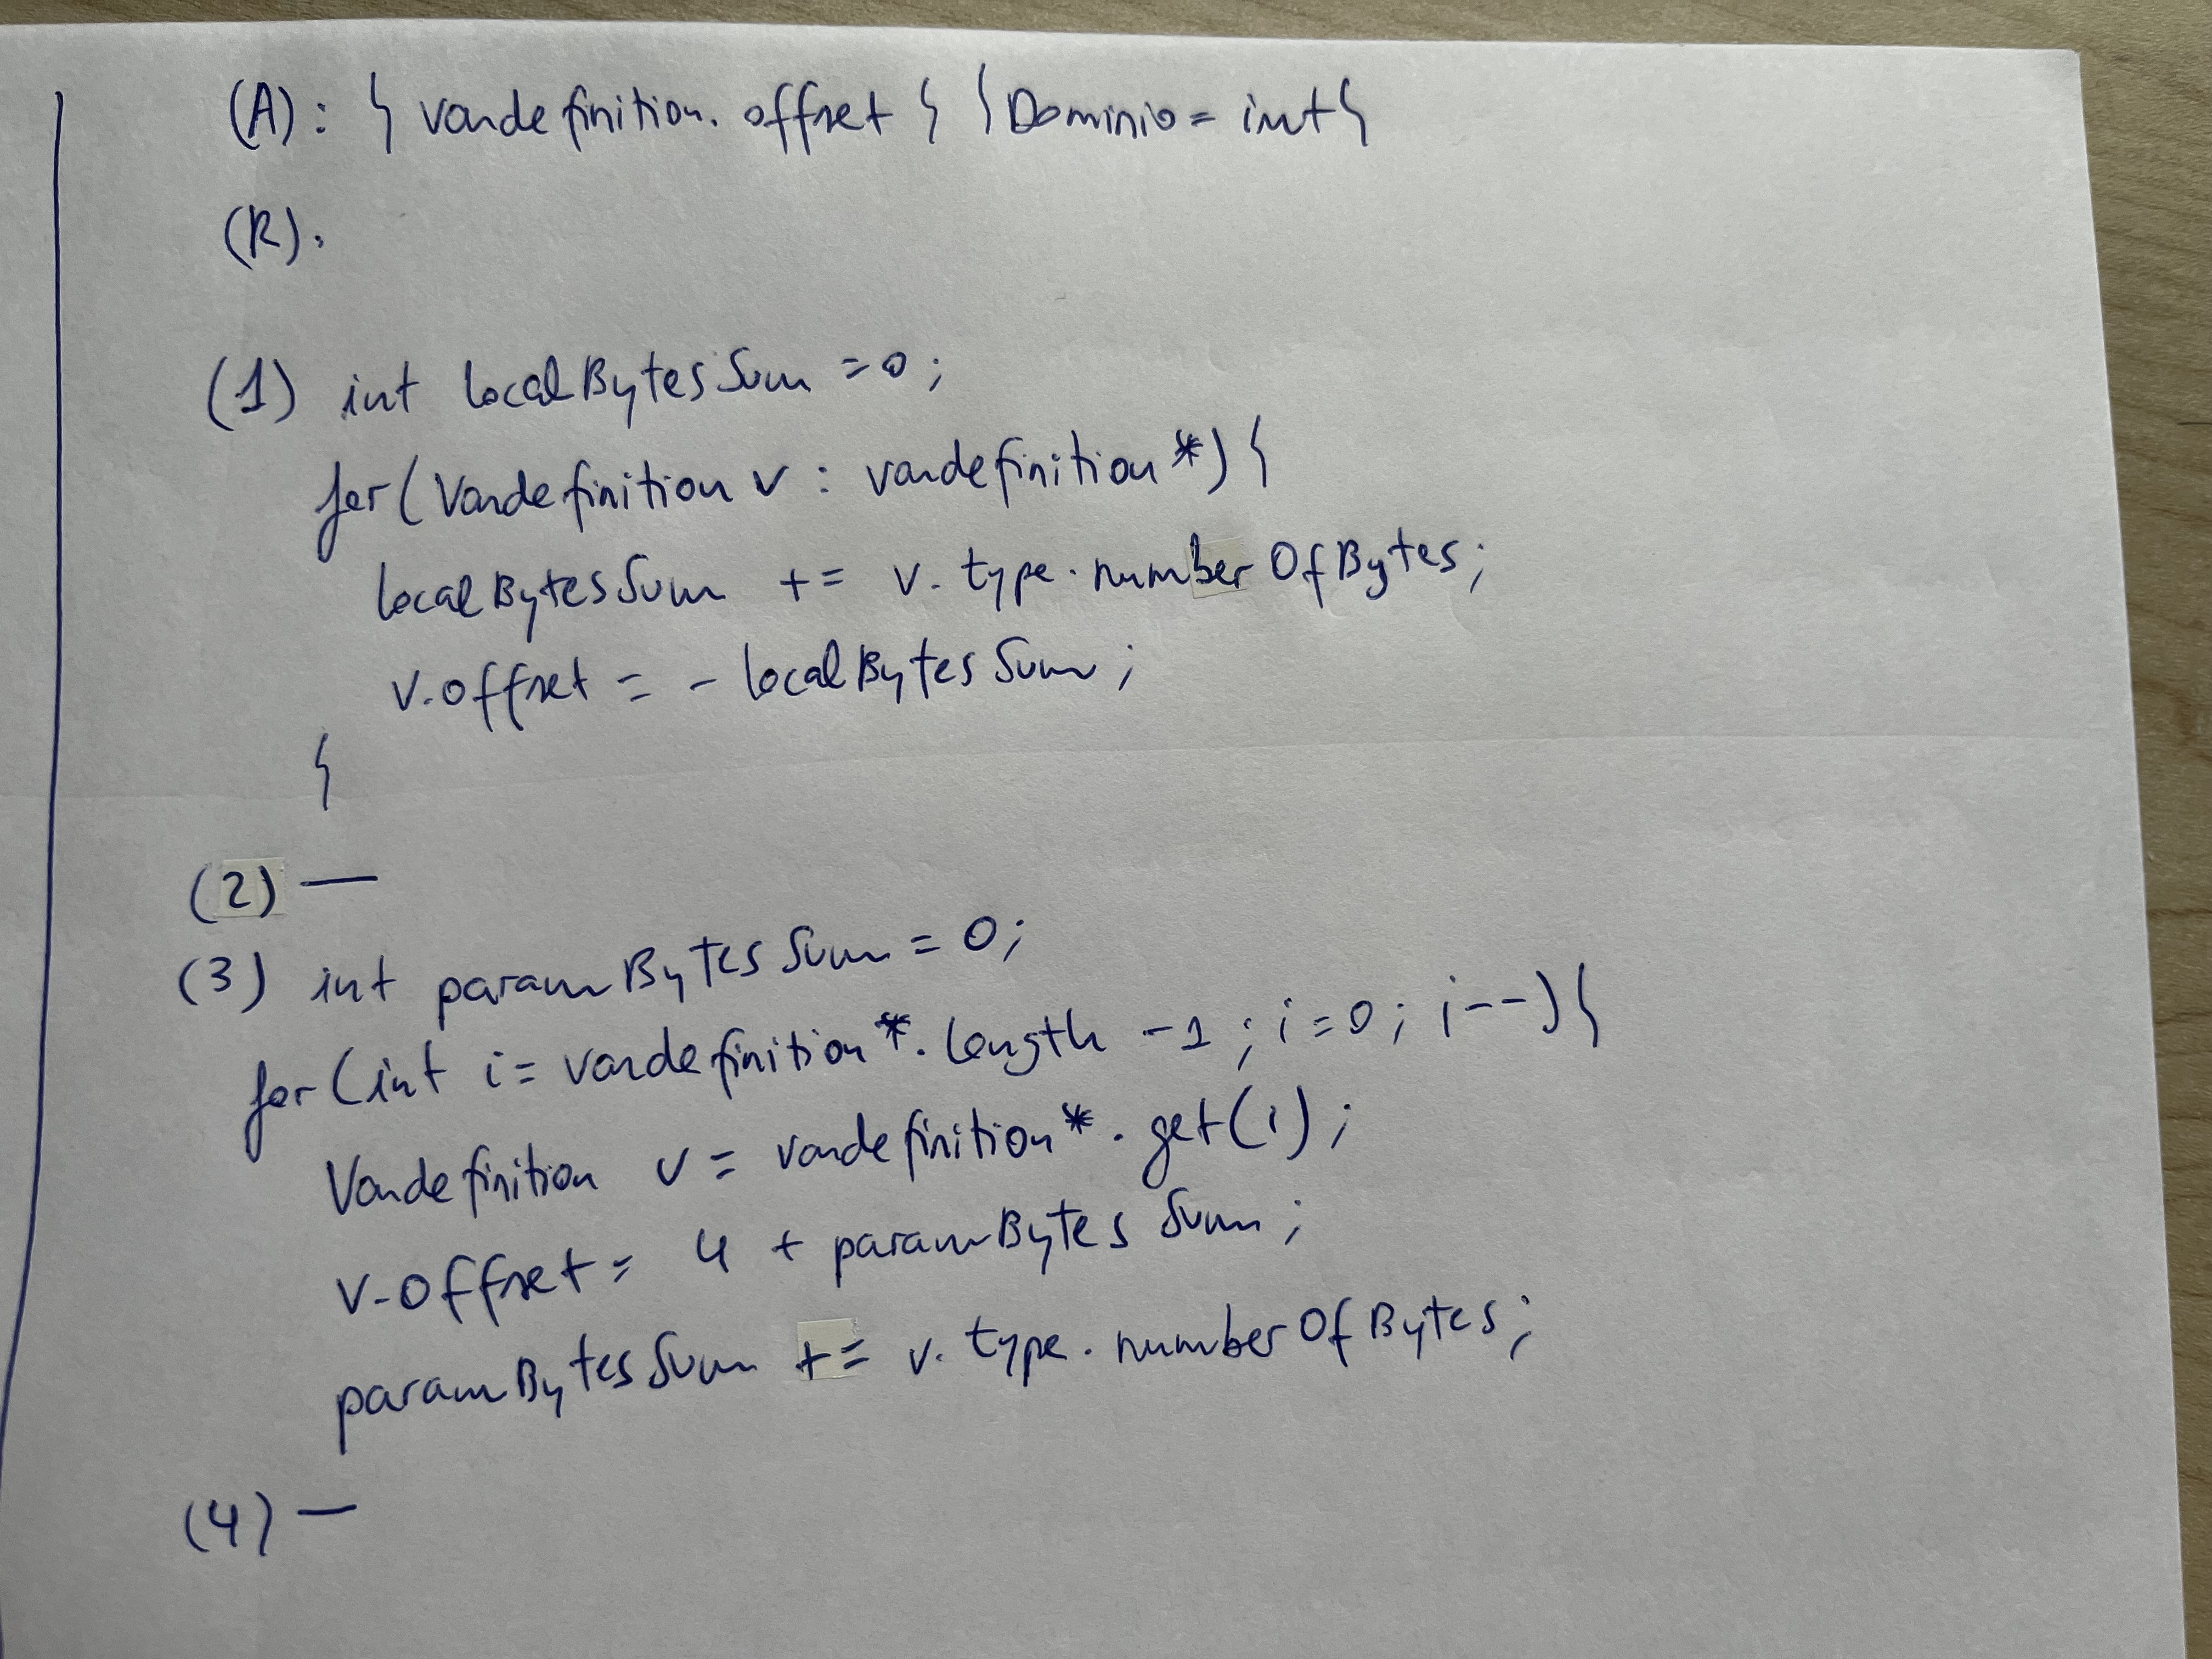 (A): { vardefinition.offset } {Dominio = int}
(R):
(1) int localBytesSum = 0;
for(Vardefinition v : vardefinition*) {
localBytesSum += v.type.numberOfBytes;
v.offset = - localBytesSum;
}
(2) —
(3) int paramBytesSum = 0;
for(int i = vardefinition*.length -1; i=0; i--) {
Vardefinition v = vardefinition*.get(i);
v.offset = 4 + paramBytesSum;
paramBytesSum += v.type.numberOfBytes;
(4) —